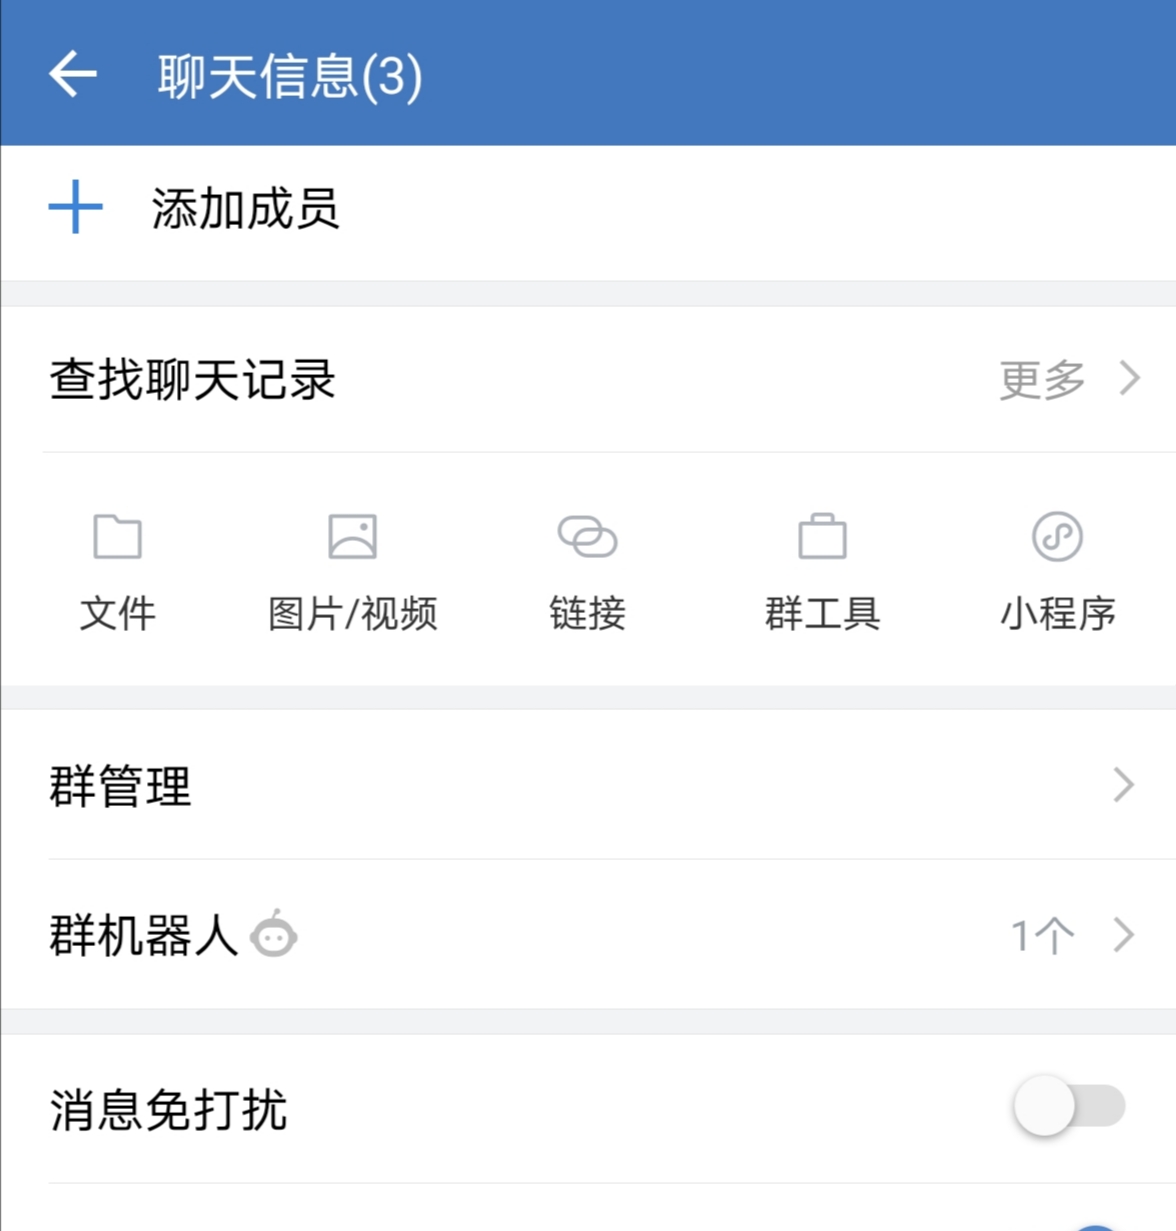 聊天信息(3)
添加成员
查找聊天记录 更多
文件 图片/视频 链接 群工具 小程序
群管理
群机器人 1个
消息免打扰